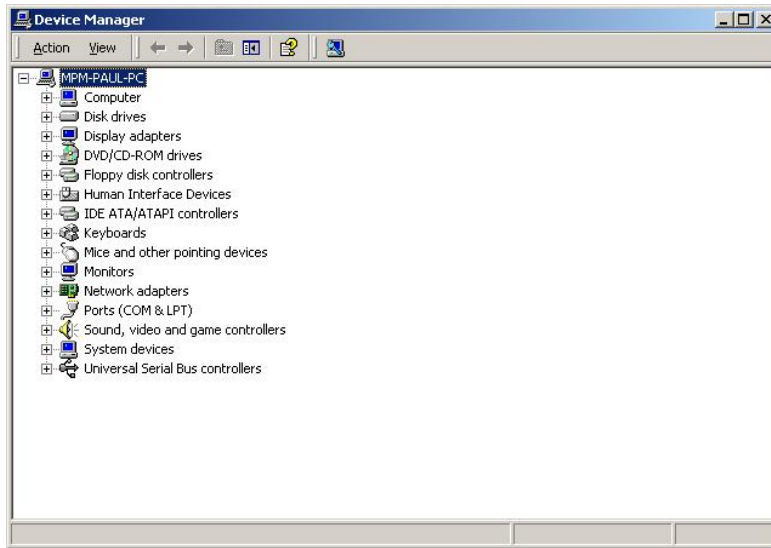 Device Manager
Action View
MPM-PAUL-PC
Computer
Disk drives
Display adapters
DVD/CD-ROM drives
Floppy disk controllers
Human Interface Devices
IDE ATA/ATAPI controllers
Keyboards
Mice and other pointing devices
Monitors
Network adapters
Ports (COM & LPT)
Sound, video and game controllers
System devices
Universal Serial Bus controllers